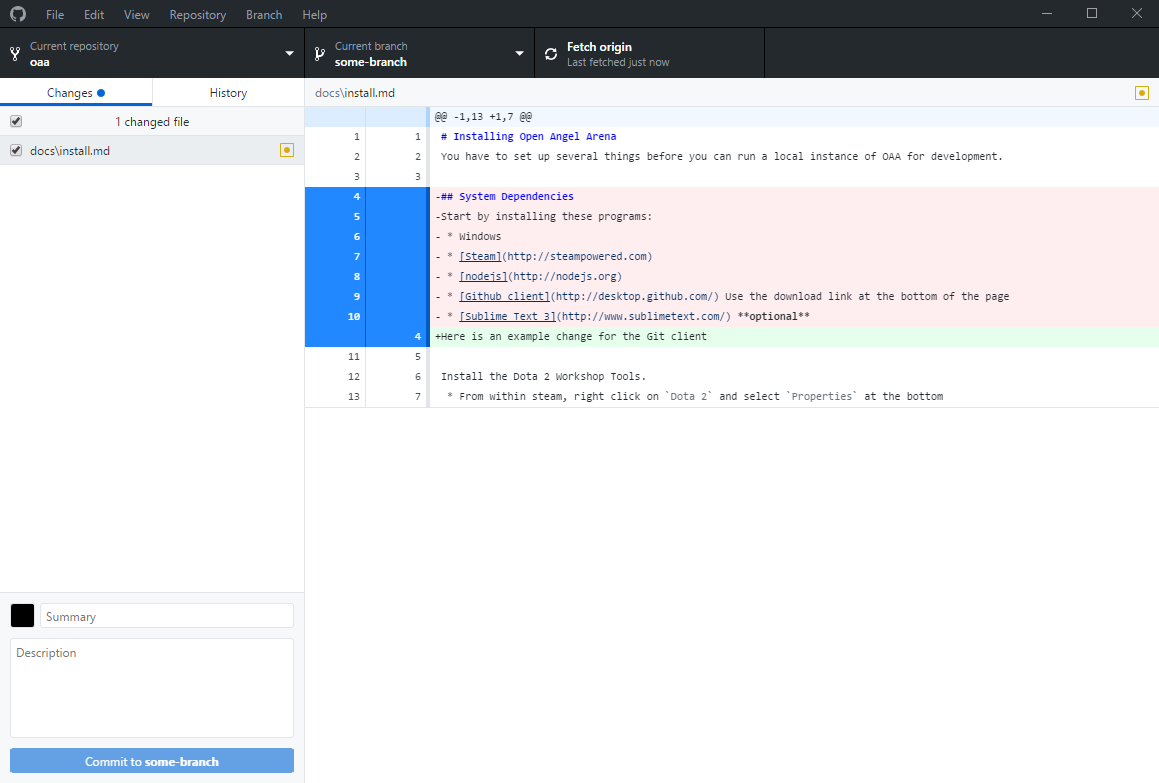 File Edit View Repository Branch Help
Current repository
oaa
Current branch
some-branch
Fetch origin
Last fetched just now
Changes History
1 changed file
docs\install.md
Summary
Description
Commit to some-branch
docs\install.md
@@ -1,13 +1,7 @@
1 1 # Installing Open Angel Arena
2 2 You have to set up several things before you can run a local instance of OAA for development.
3 3
4 -## System Dependencies
5 -Start by installing these programs:
6 - * Windows
7 - * [Steam](http://steampowered.com)
8 - * [nodejs](http://nodejs.org)
9 - * [Github client](http://desktop.github.com/) Use the download link at the bottom of the page
10 - * [Sublime Text 3](http://www.sublimetext.com/) **optional**
4 +Here is an example change for the Git client
11 5
12 6 Install the Dota 2 Workshop Tools.
13 7 * From within steam, right click on `Dota 2` and select `Properties` at the bottom